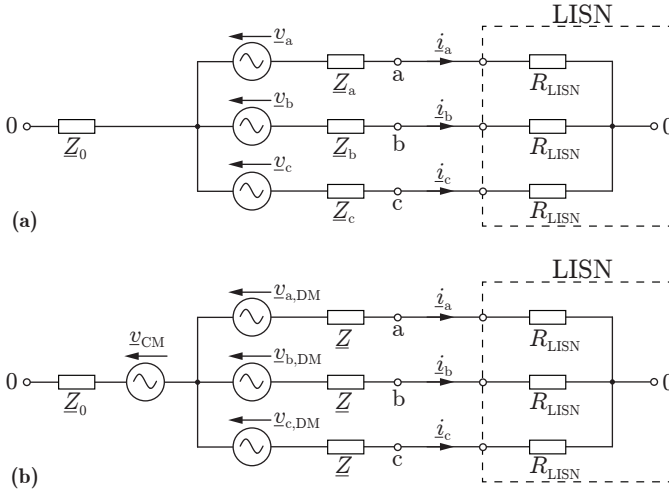 LISN
v_a
i_a
Z_a
a
R_LISN
v_b
i_b
0
Z_0
Z_b
b
R_LISN
0
v_c
i_c
Z_c
c
R_LISN
(a)
LISN
v_a,DM
i_a
Z
a
R_LISN
v_CM
v_b,DM
i_b
0
Z_0
Z
b
R_LISN
0
v_c,DM
i_c
Z
c
R_LISN
(b)